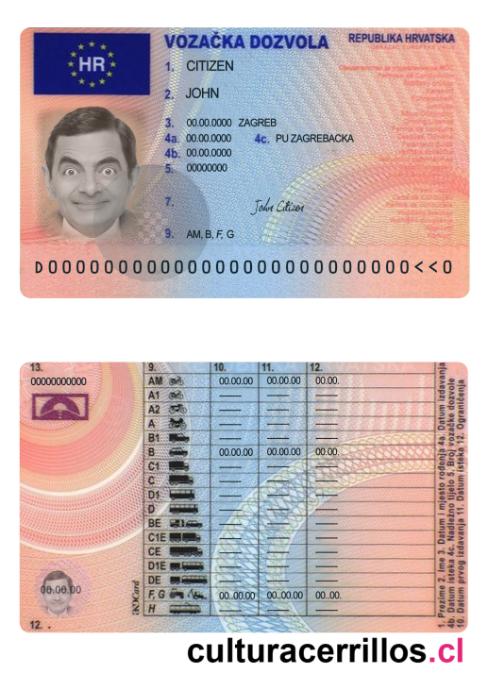 VOZAČKA DOZVOLA
REPUBLIKA HRVATSKA
HR
1. CITIZEN
2. JOHN
3. 00.00.0000 ZAGREB
4a. 00.00.0000 4c. PU ZAGREBACKA
4b. 00.00.0000
5. 00000000
7. John Citizen
9. AM, B, F, G
D00000000000000000000000000<<0
13. 9. 10. 11. 12.
00000000000
AM 00.00.00 00.00.00 00.00.
A1
A2
A
B1
B 00.00.00 00.00.00 00.00.
C1
C
D1
D
BE
C1E
CE
D1E
DE
F, G 00..00.00 00.00.00 00.00.
H
00.00.00
12. .
1. Prezime 2. Ime 3. Datum i mjesto rođenja 4a. Datum izdavanja
4b. Datum isteka 4c. Nadležno tijelo 5. Broj vozačke dozvole
10. Datum prvog izdavanja 11. Datum isteka 12. Ograničenja
culturacerrillos.cl